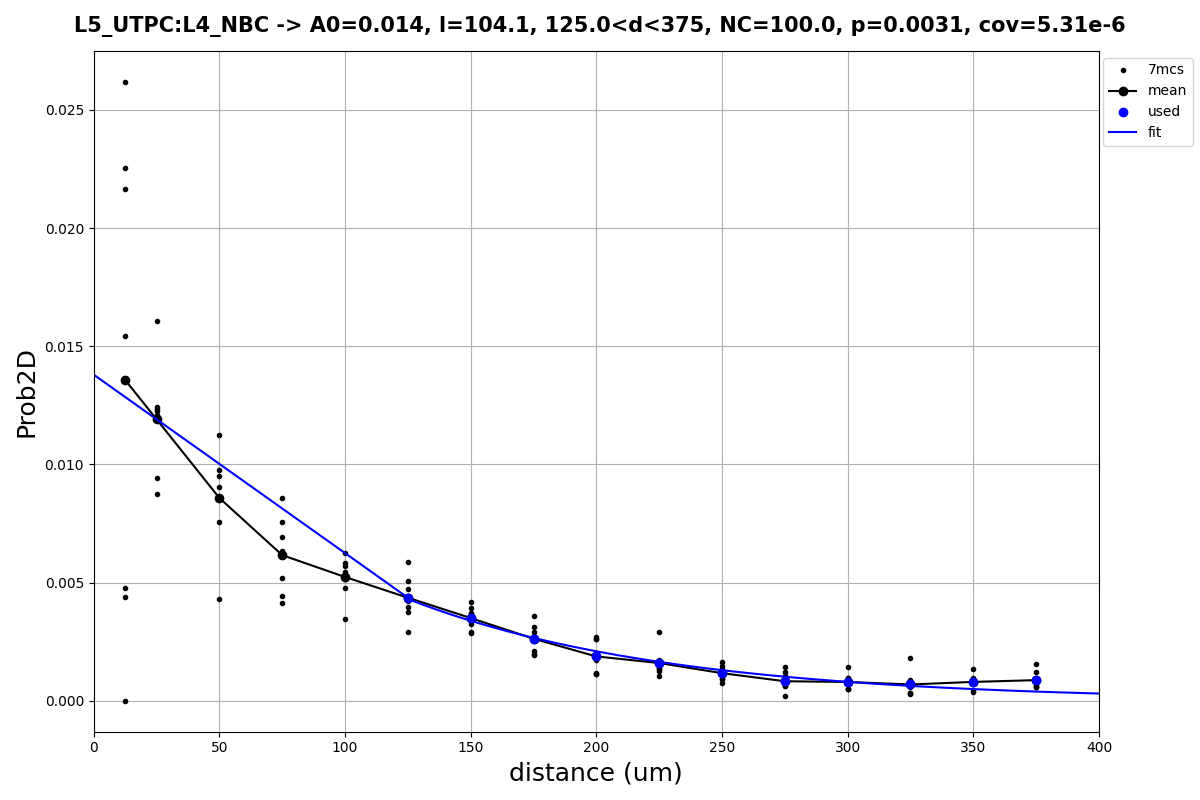 L5_UTPC:L4_NBC -> A0=0.014, l=104.1, 125.0<d<375, NC=100.0, p=0.0031, cov=5.31e-6
7mcs
mean
used
fit
Prob2D
0.025
0.020
0.015
0.010
0.005
0.000
0 50 100 150 200 250 300 350 400
distance (um)